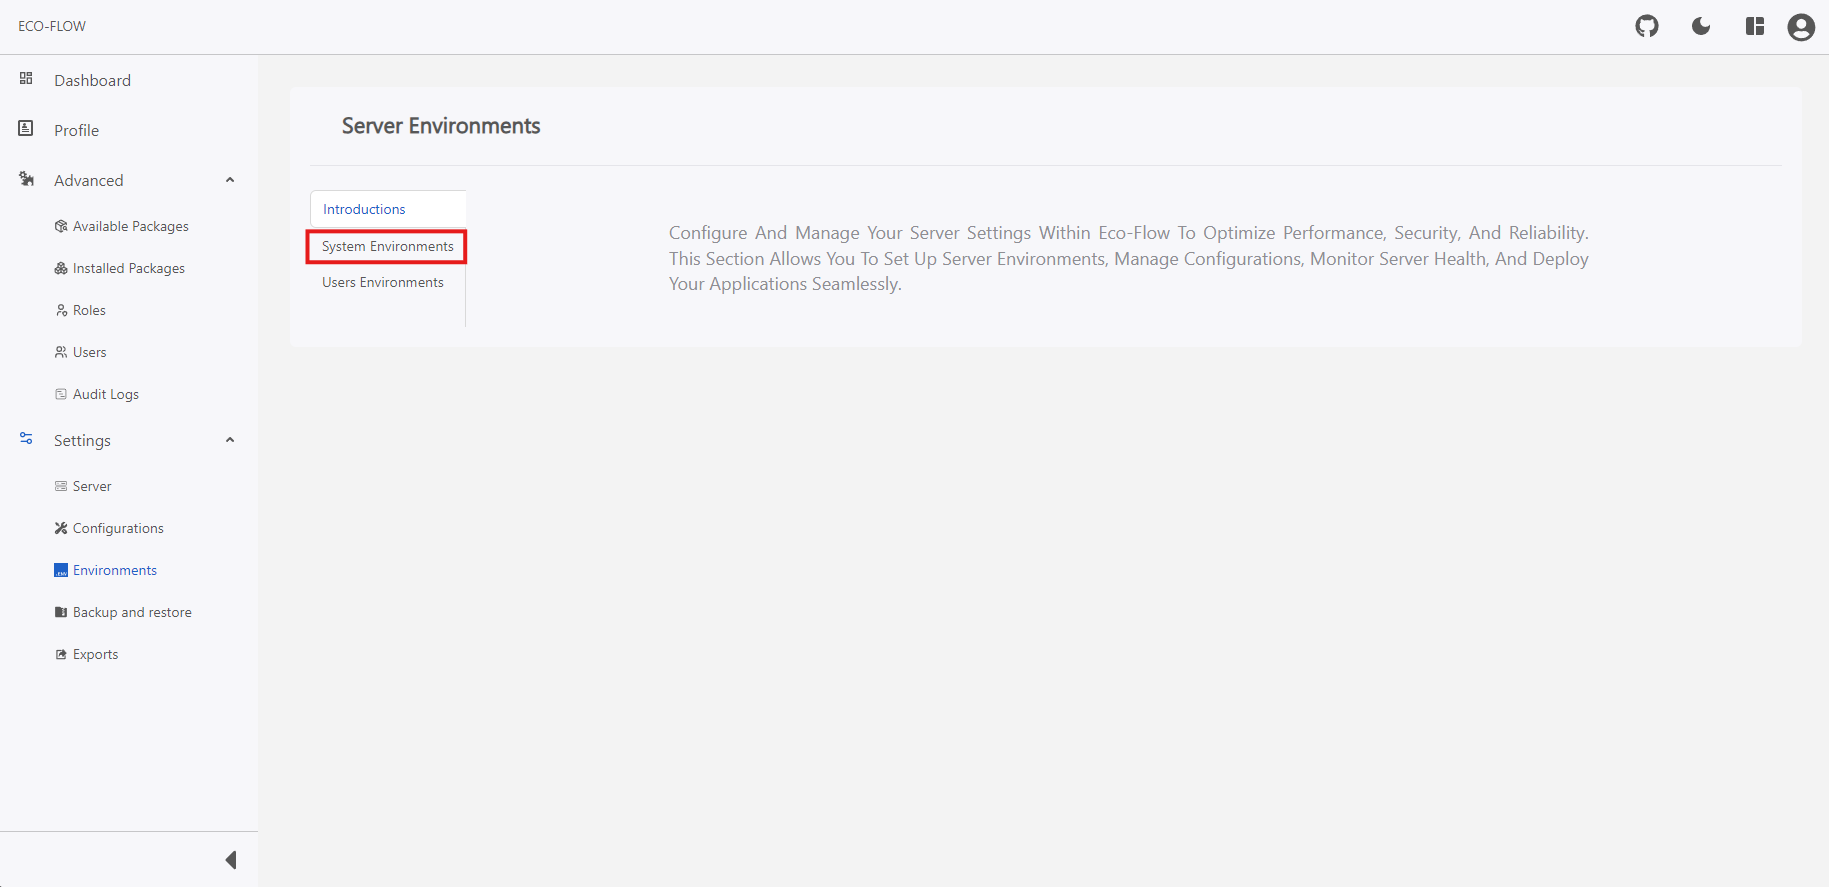 ECO-FLOW
Dashboard
Profile
Advanced
Available Packages
Installed Packages
Roles
Users
Audit Logs
Settings
Server
Configurations
.ENV
Environments
Backup and restore
Exports
Server Environments
Introductions
System Environments
Users Environments
Configure And Manage Your Server Settings Within Eco-Flow To Optimize Performance, Security, And Reliability.
This Section Allows You To Set Up Server Environments, Manage Configurations, Monitor Server Health, And Deploy
Your Applications Seamlessly.